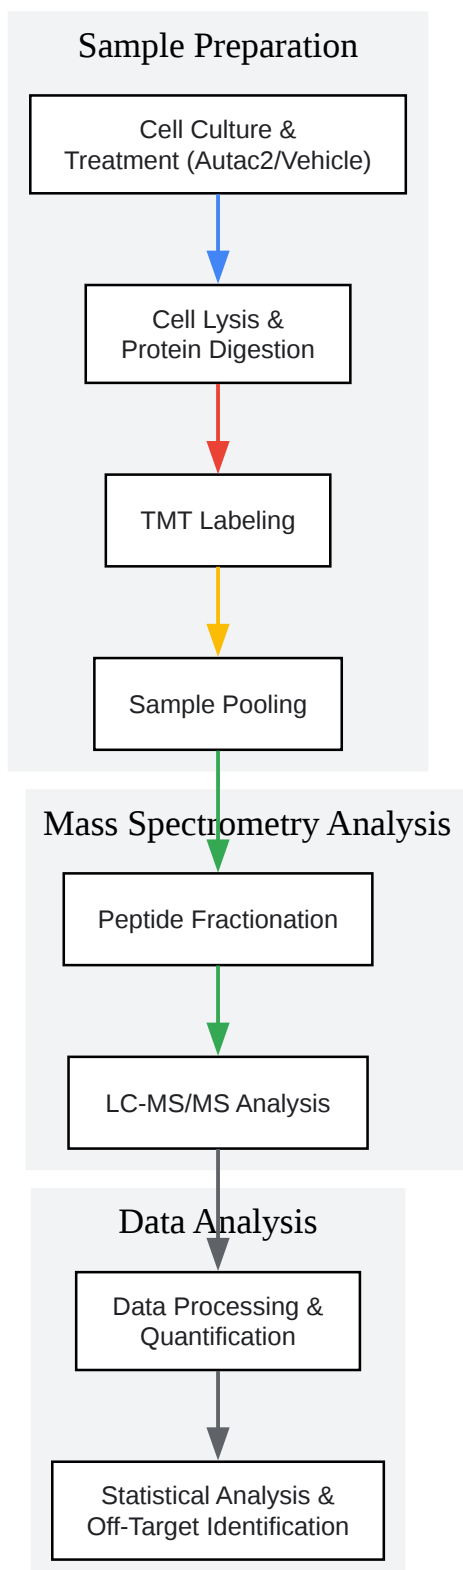 Sample Preparation
Cell Culture &
Treatment (Autac2/Vehicle)
Cell Lysis &
Protein Digestion
TMT Labeling
Sample Pooling
Mass Spectrometry Analysis
Peptide Fractionation
LC-MS/MS Analysis
Data Analysis
Data Processing &
Quantification
Statistical Analysis &
Off-Target Identification